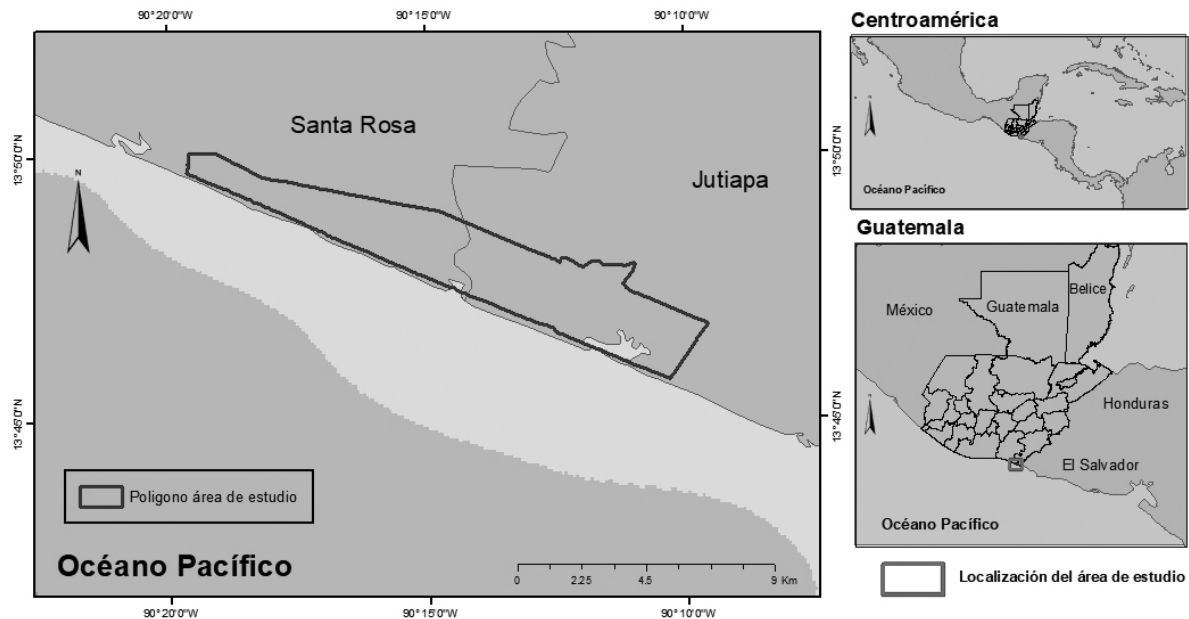 90°20'0"W 90°15'0"W 90°10'0"W
13°50'0"N
13°45'0"N
N
Santa Rosa
Jutiapa
Poligono área de estudio
Océano Pacífico
0 2.25 4.5 9 Km
13°50'0"N
13°45'0"N
90°20'0"W 90°15'0"W 90°10'0"W
Centroamérica
N
Océano Pacífico
Guatemala
México
Guatemala
Belice
Honduras
N
El Salvador
Océano Pacífico
Localización del área de estudio